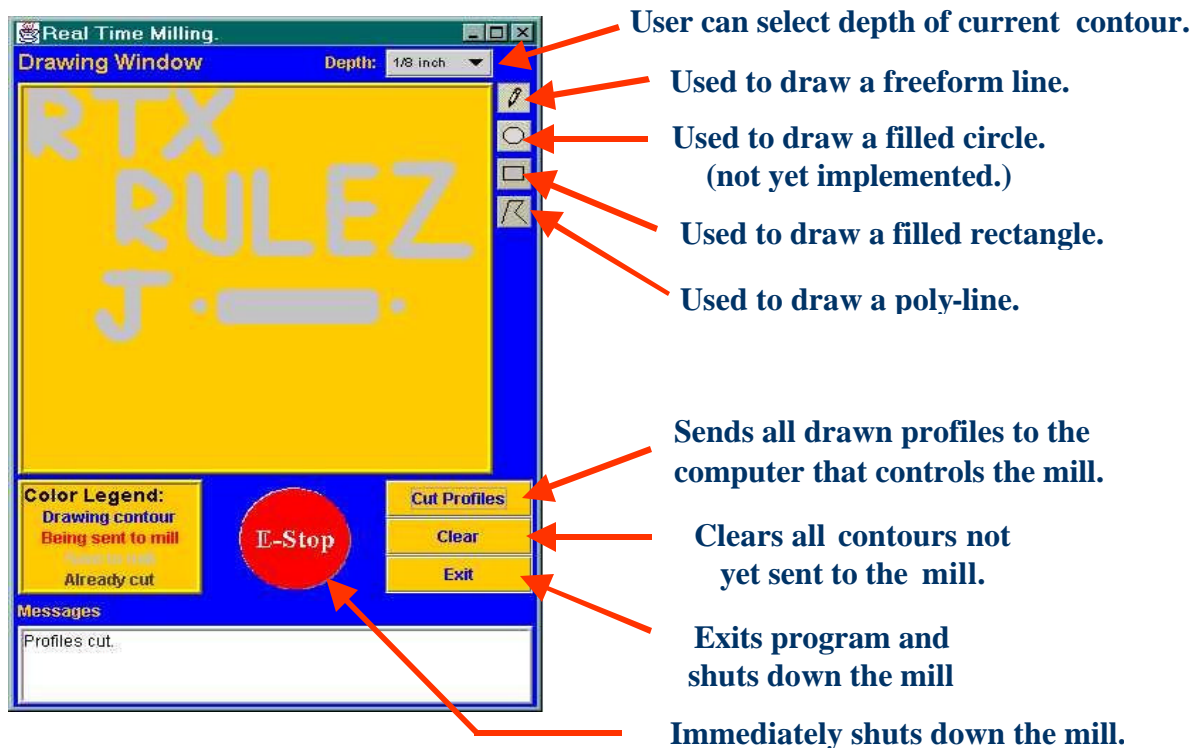 Real Time Milling.
Drawing Window
Depth:
1/8 inch
RTX
RULEZ
J
Color Legend:
Drawing contour
Being sent to mill
Already cut
E-Stop
Cut Profiles
Clear
Exit
Messages
Profiles cut.
User can select depth of current contour.
Used to draw a freeform line.
Used to draw a filled circle.
(not yet implemented.)
Used to draw a filled rectangle.
Used to draw a poly-line.
Sends all drawn profiles to the
computer that controls the mill.
Clears all contours not
yet sent to the mill.
Exits program and
shuts down the mill
Immediately shuts down the mill.